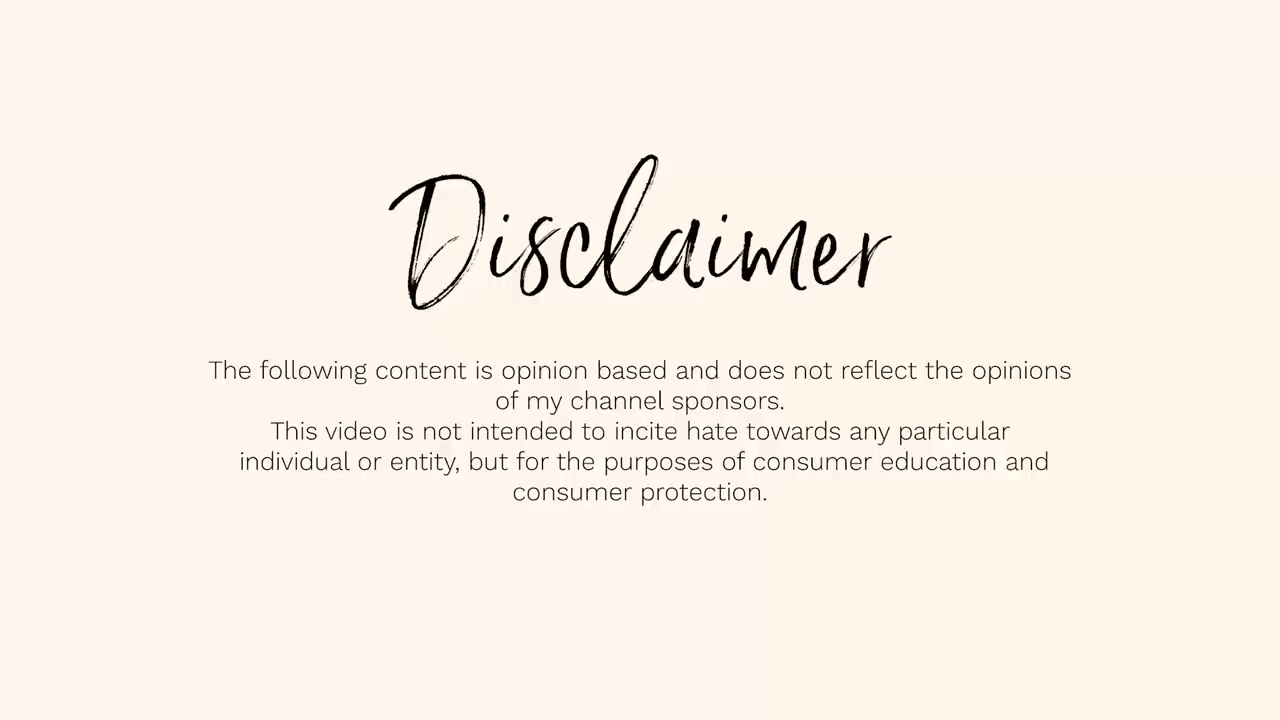 Disclaimer
The following content is opinion based and does not reflect the opinions
of my channel sponsors.
This video is not intended to incite hate towards any particular
individual or entity, but for the purposes of consumer education and
consumer protection.